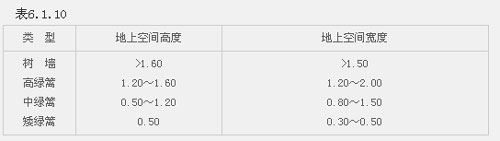 表6.1.10
类 型 地上空间高度 地上空间宽度
树 墙 >1.60 >1.50
高绿篱 1.20～1.60 1.20～2.00
中绿篱 0.50～1.20 0.80～1.50
矮绿篱 0.50 0.30～0.50